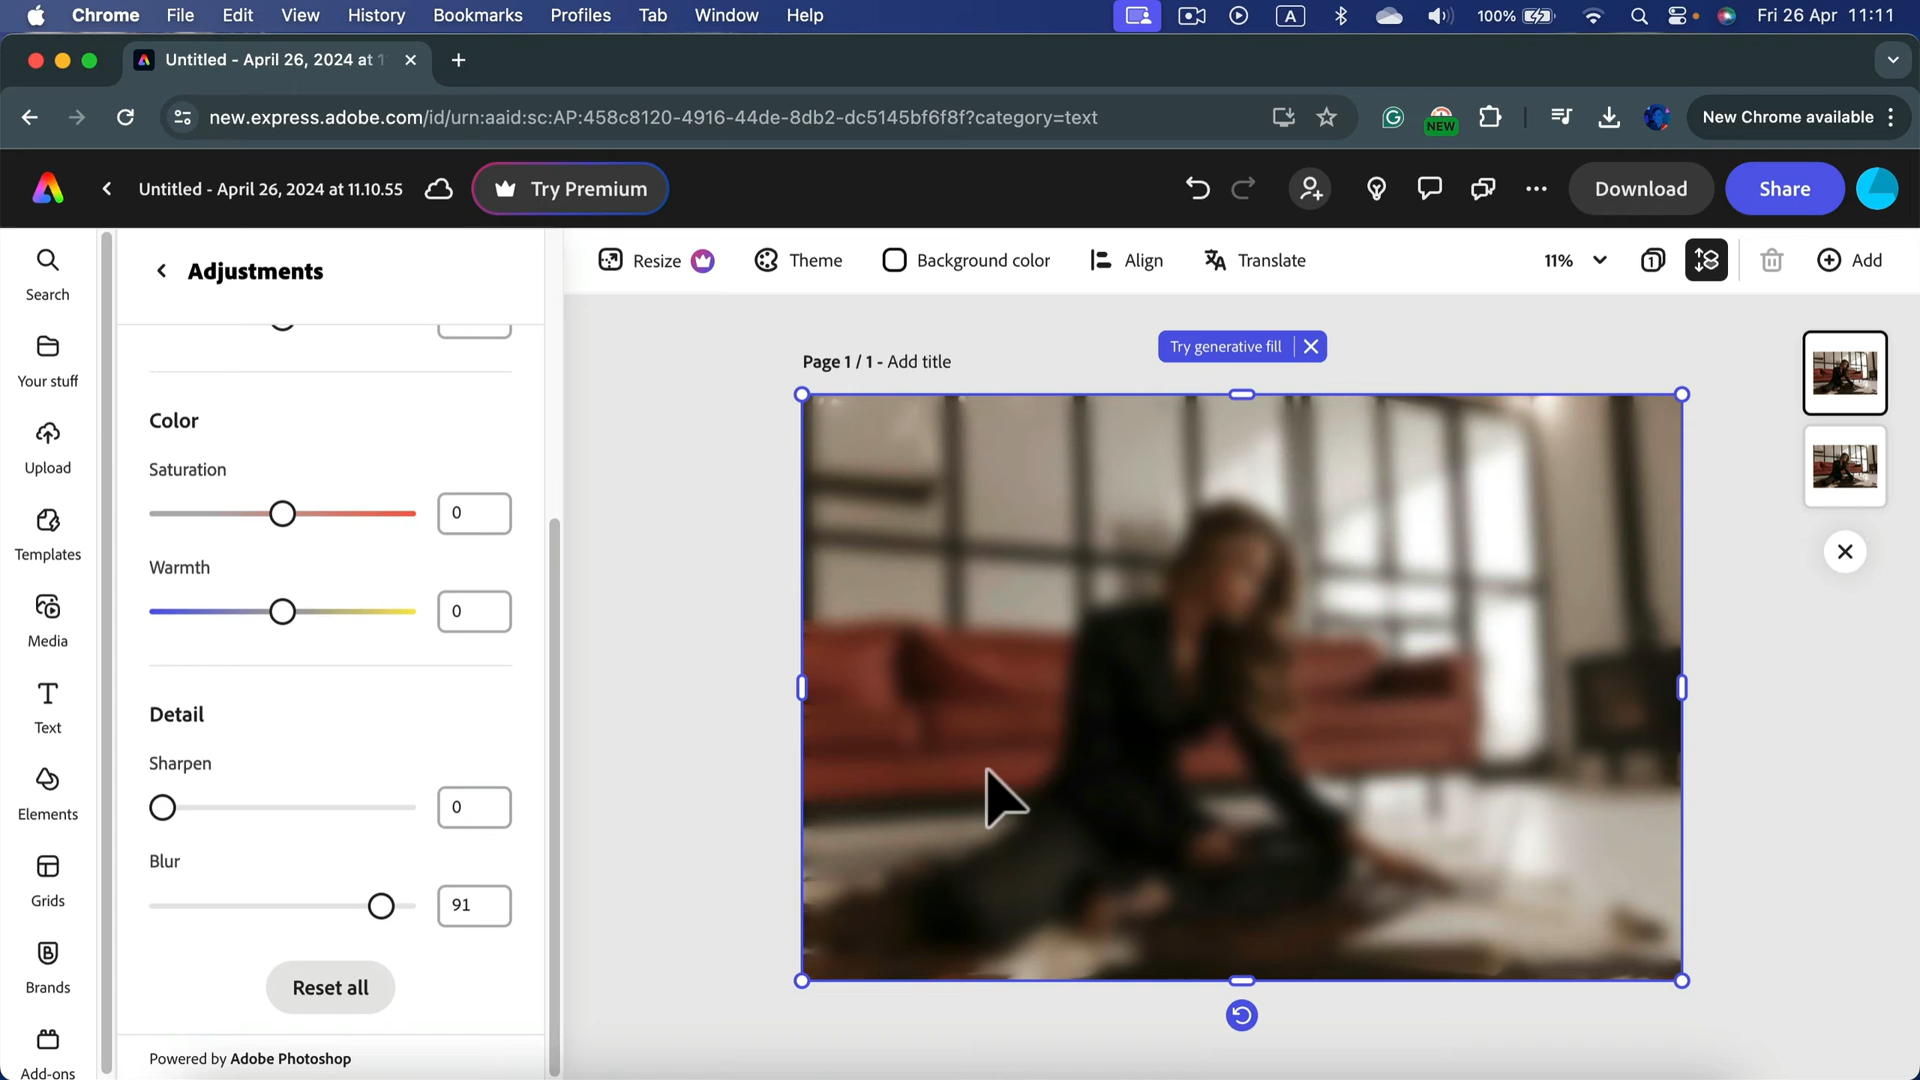 Chrome File Edit View History Bookmarks Profiles Tab Window Help A 100% Fri 26 Apr 11:11
Untitled - April 26, 2024 at 1
new.express.adobe.com/id/urn:aaid:sc:AP:458c8120-4916-44de-8db2-dc5145bf6f8f?category=text NEW New Chrome available
Untitled - April 26, 2024 at 11.10.55 Try Premium Download Share
Resize Theme Background color Align Translate 11% 1 Add
Search
Your stuff
Upload
Templates
Media
Text
Elements
Grids
Brands
Add-ons
Adjustments
Color
Saturation
0
Warmth
0
Detail
Sharpen
0
Blur
91
Reset all
Powered by Adobe Photoshop
Try generative fill
Page 1 / 1 - Add title